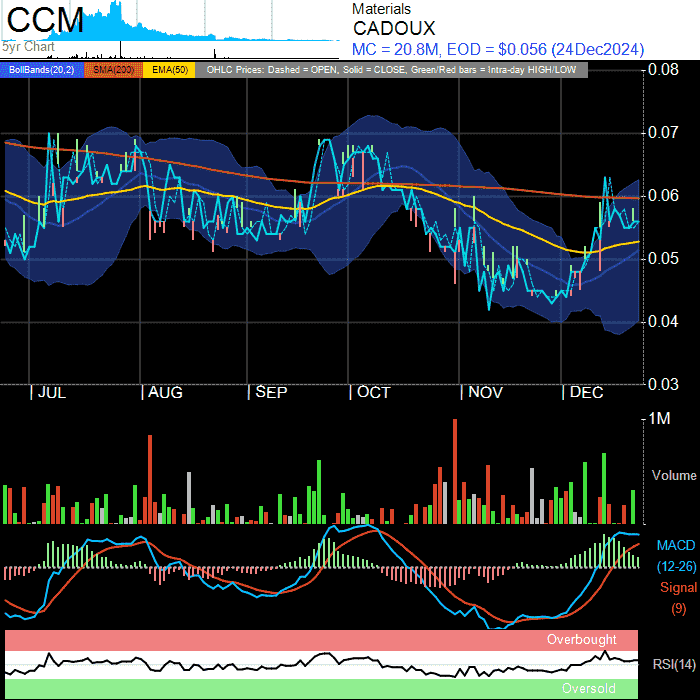 CCM
5yr Chart
Materials
CADOUX
MC = 20.8M, EOD = $0.056 (24Dec2024)
BollBands(20,2) SMA(200) EMA(50) OHLC Prices: Dashed = OPEN, Solid = CLOSE, Green/Red bars = Intra-day HIGH/LOW
0.08
0.07
0.06
0.05
0.04
0.03
JUL AUG SEP OCT NOV DEC
1M
Volume
MACD
(12-26)
Signal
(9)
Overbought
RSI(14)
Oversold